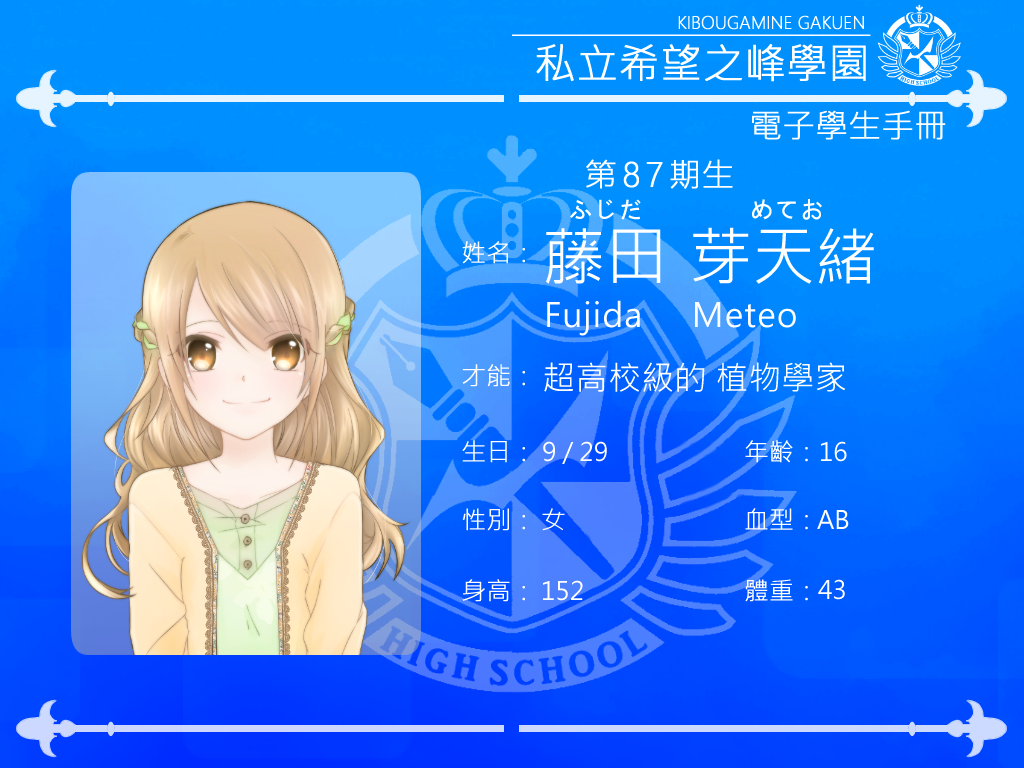 KIBOUGAMINE GAKUEN
私立希望之峰學園
HIGH SCHOOL
電子學生手冊
第87期生
ふじだ めてお
姓名： 藤田 芽天緒
Fujida Meteo
才能： 超高校級的 植物學家
生日： 9 / 29 年齡：16
性別： 女 血型：AB
身高： 152 體重：43
HIGH SCHOOL